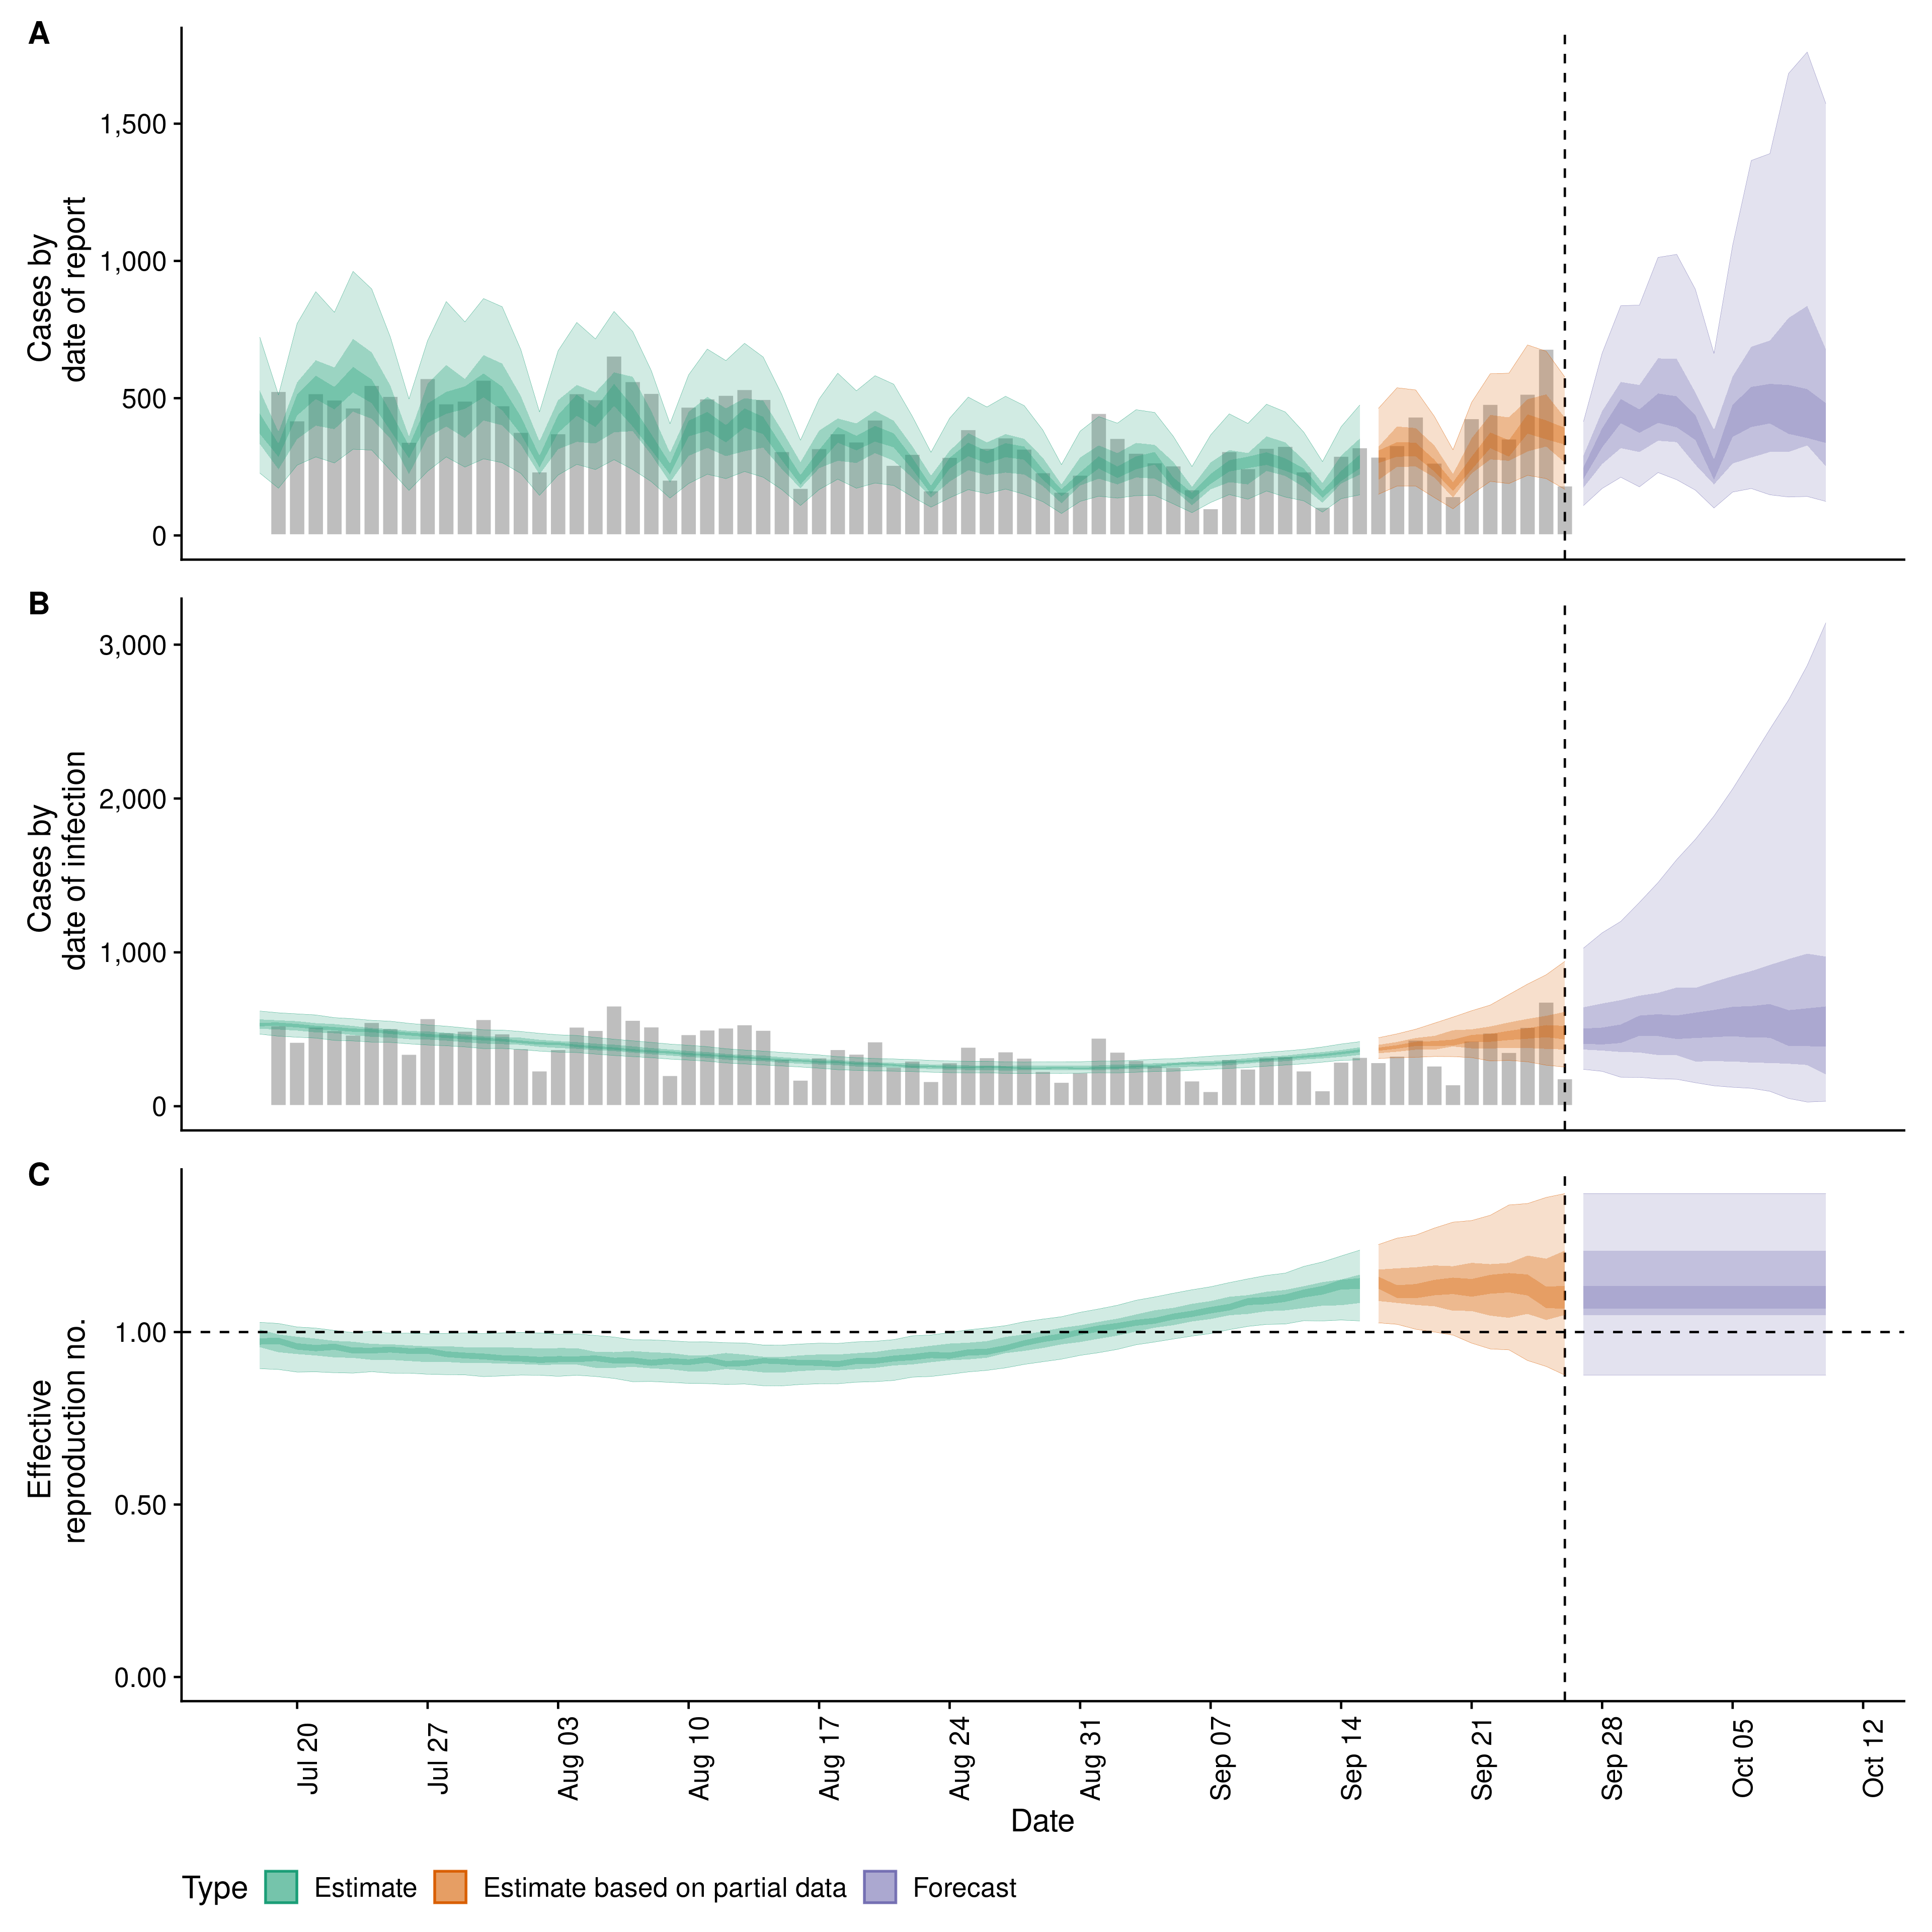 A
Cases by
date of report
1,500
1,000
500
0
B
Cases by
date of infection
3,000
2,000
1,000
0
C
Effective
reproduction no.
1.00
0.50
0.00
Jul 20
Jul 27
Aug 03
Aug 10
Aug 17
Aug 24
Aug 31
Sep 07
Sep 14
Sep 21
Sep 28
Oct 05
Oct 12
Date
Type Estimate Estimate based on partial data Forecast